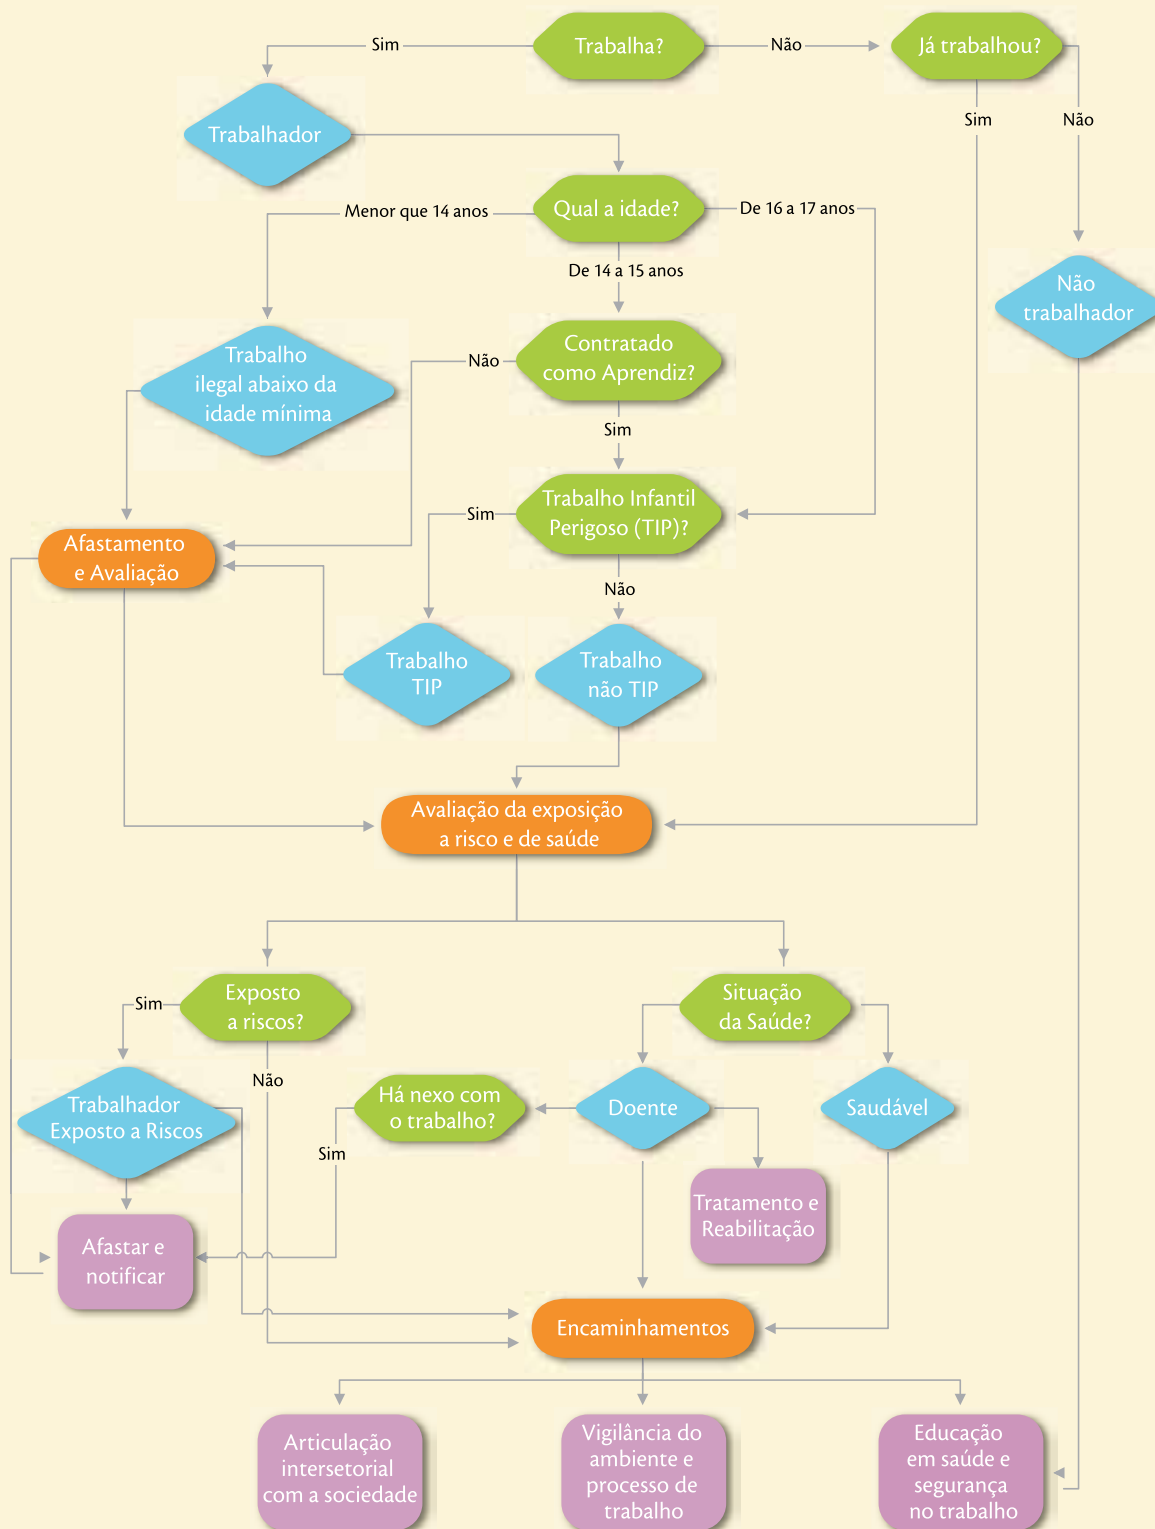 Sim
Trabalha?
Não
Já trabalhou?
Trabalhador
Sim
Não
Menor que 14 anos
Qual a idade?
De 16 a 17 anos
De 14 a 15 anos
Não
trabalhador
Trabalho
ilegal abaixo da
idade mínima
Não
Contratado
como Aprendiz?
Sim
Sim
Trabalho Infantil
Perigoso (TIP)?
Afastamento
e Avaliação
Não
Trabalho
TIP
Trabalho
não TIP
Avaliação da exposição
a risco e de saúde
Sim
Exposto
a riscos?
Situação
da Saúde?
Não
Trabalhador
Exposto a Riscos
Há nexo com
o trabalho?
Doente
Saudável
Sim
Tratamento e
Reabilitação
Afastar e
notificar
Encaminhamentos
Articulação
intersetorial
com a sociedade
Vigilância do
ambiente e
processo de
trabalho
Educação
em saúde e
segurança
no trabalho